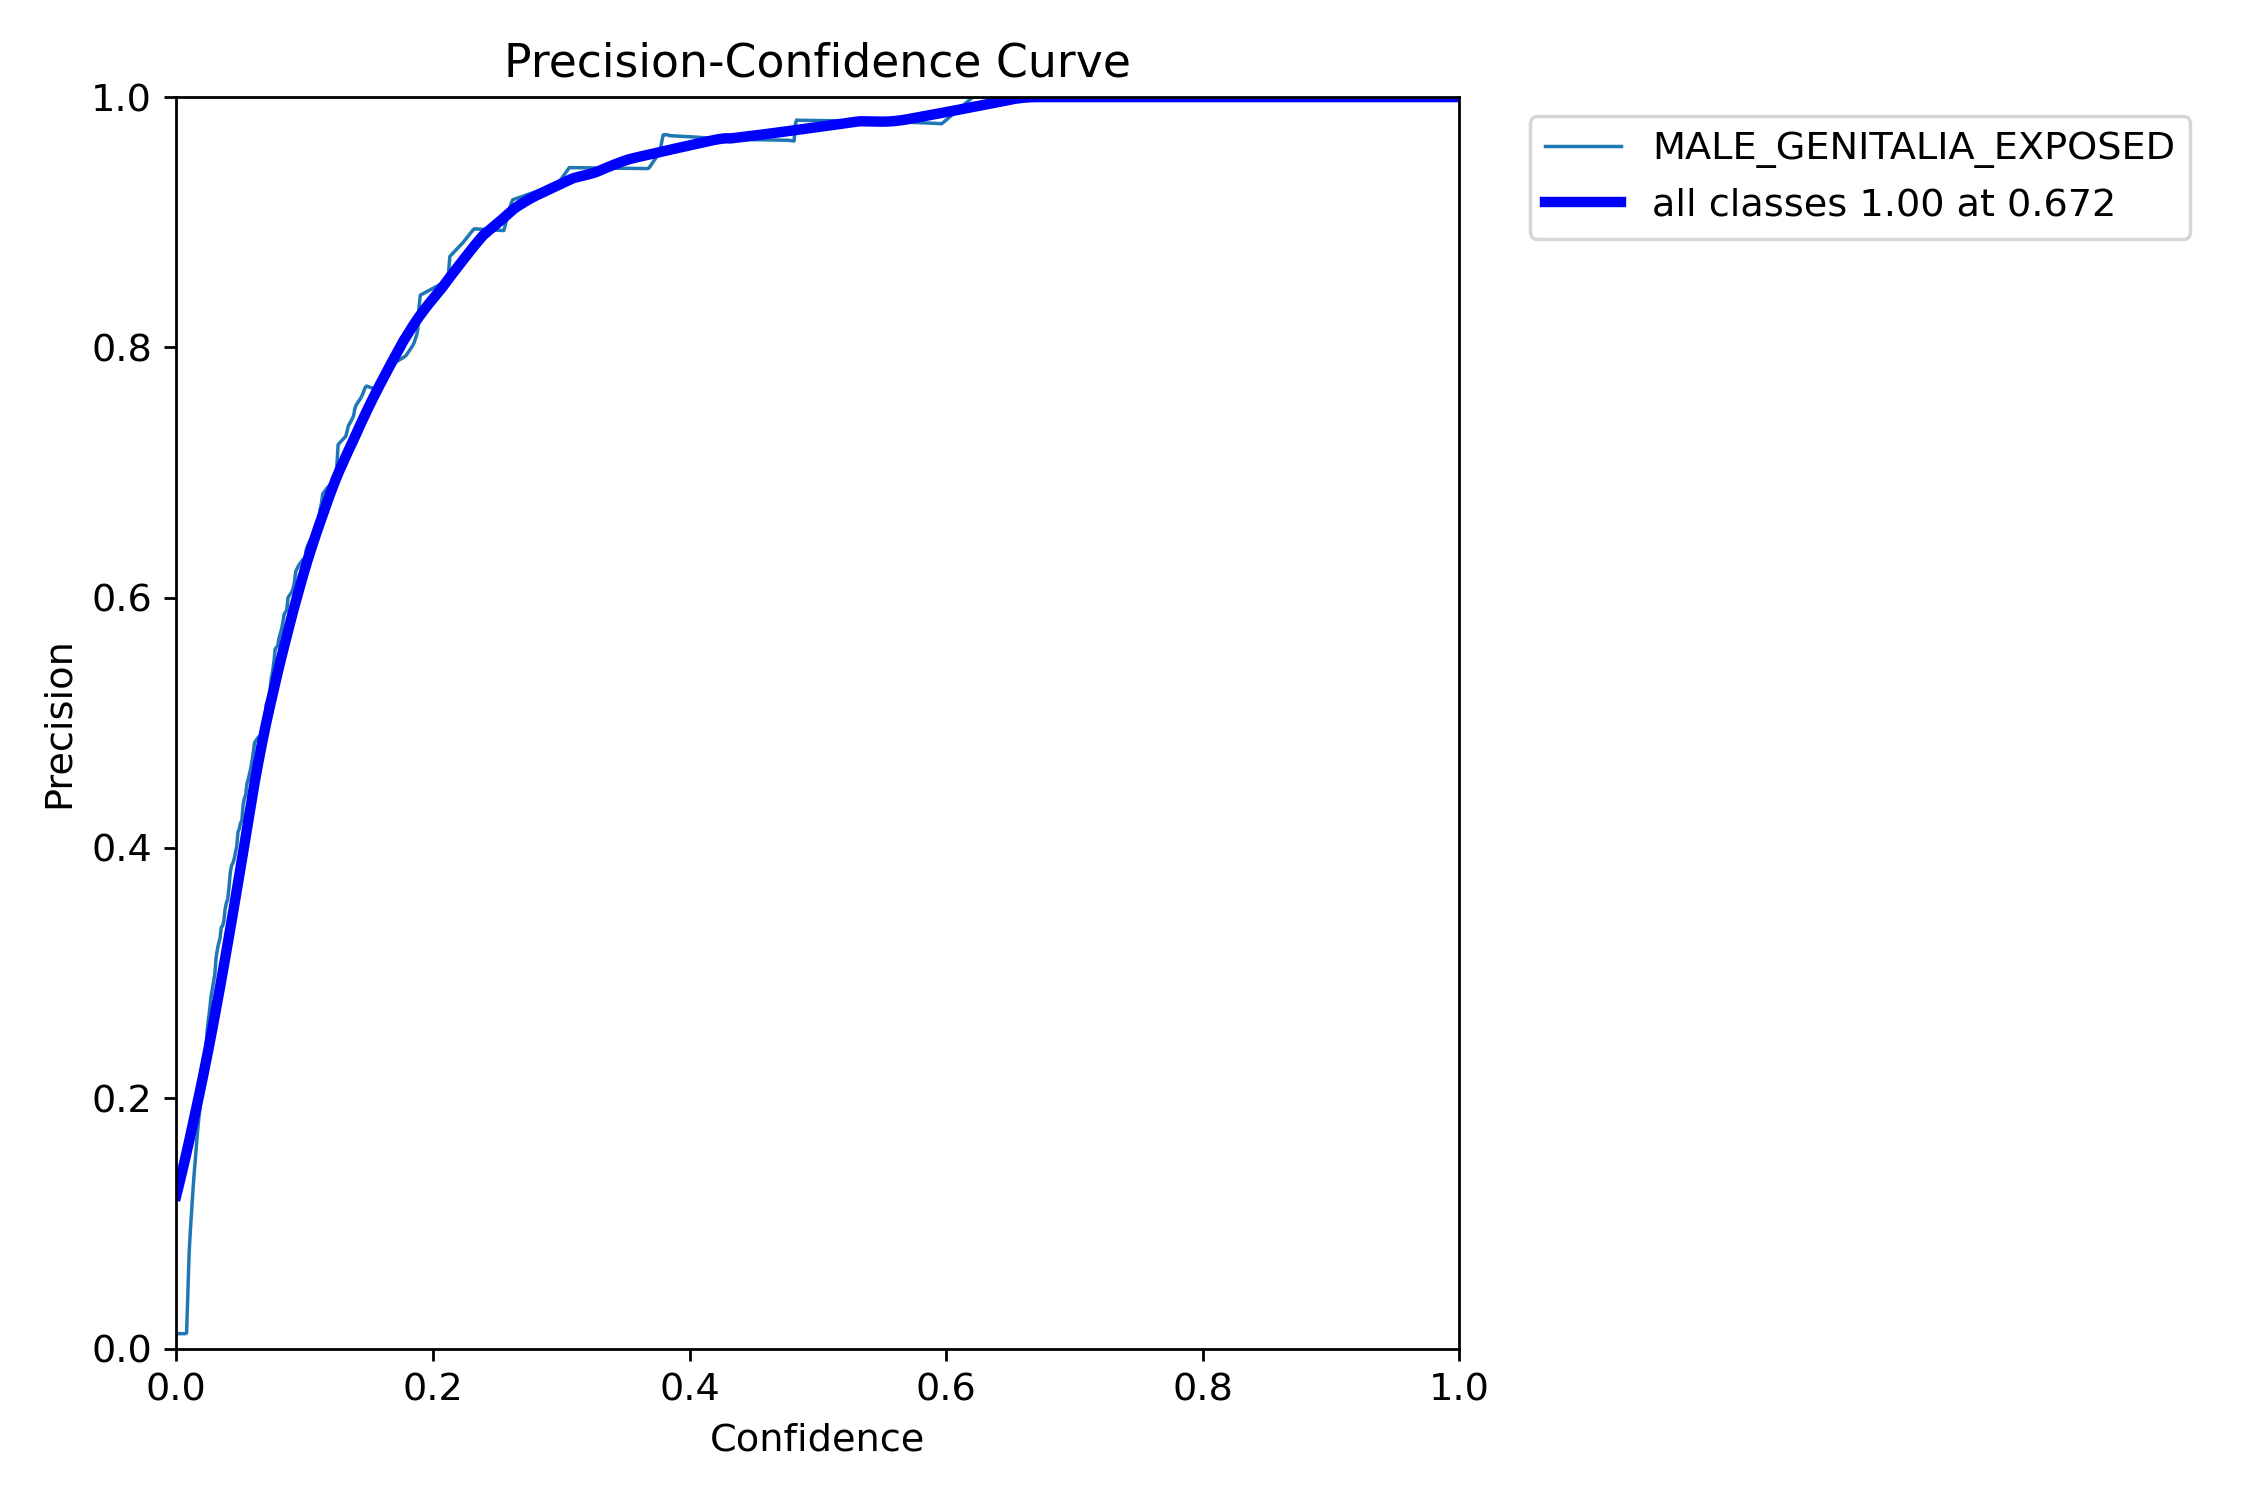 Precision-Confidence Curve
1.0
0.8
0.6
0.4
0.2
0.0
Precision
0.0 0.2 0.4 0.6 0.8 1.0
Confidence
MALE_GENITALIA_EXPOSED
all classes 1.00 at 0.672